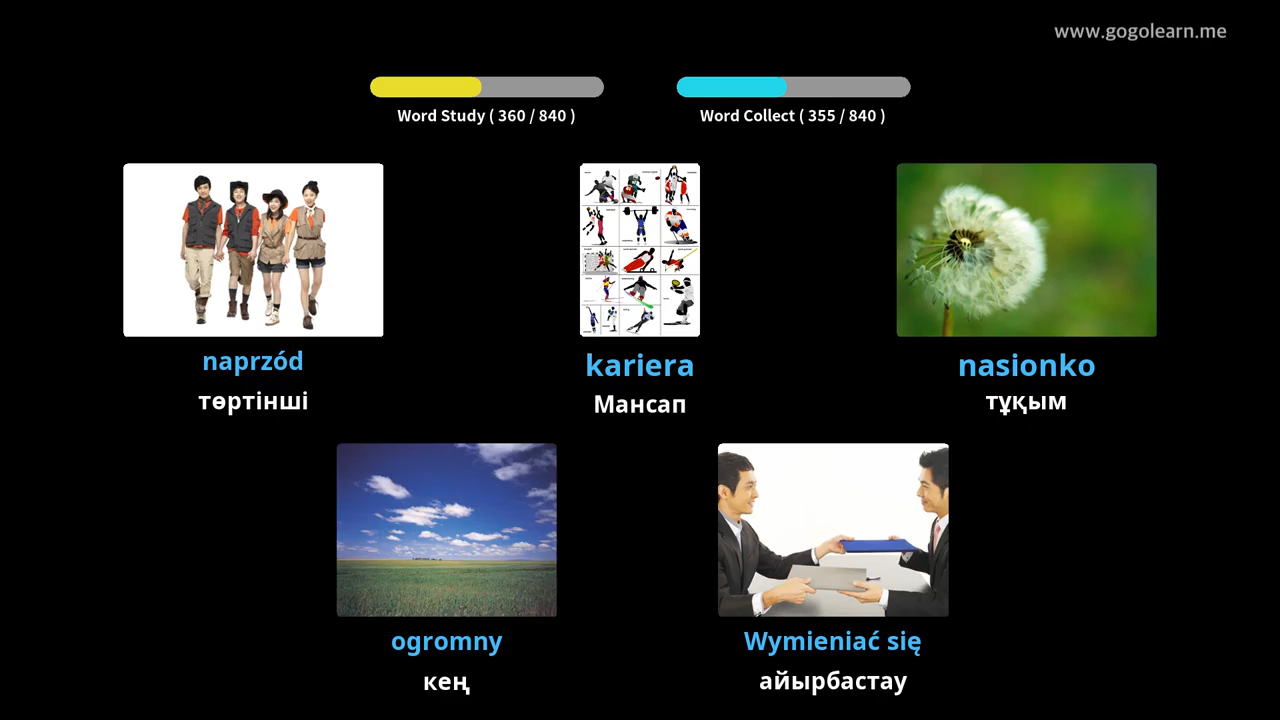 www.gogolearn.me
Word Study ( 360 / 840 )
Word Collect ( 355 / 840 )
naprzód
төртінші
kariera
Мансап
nasionko
тұқым
ogromny
кең
Wymieniać się
айырбастау